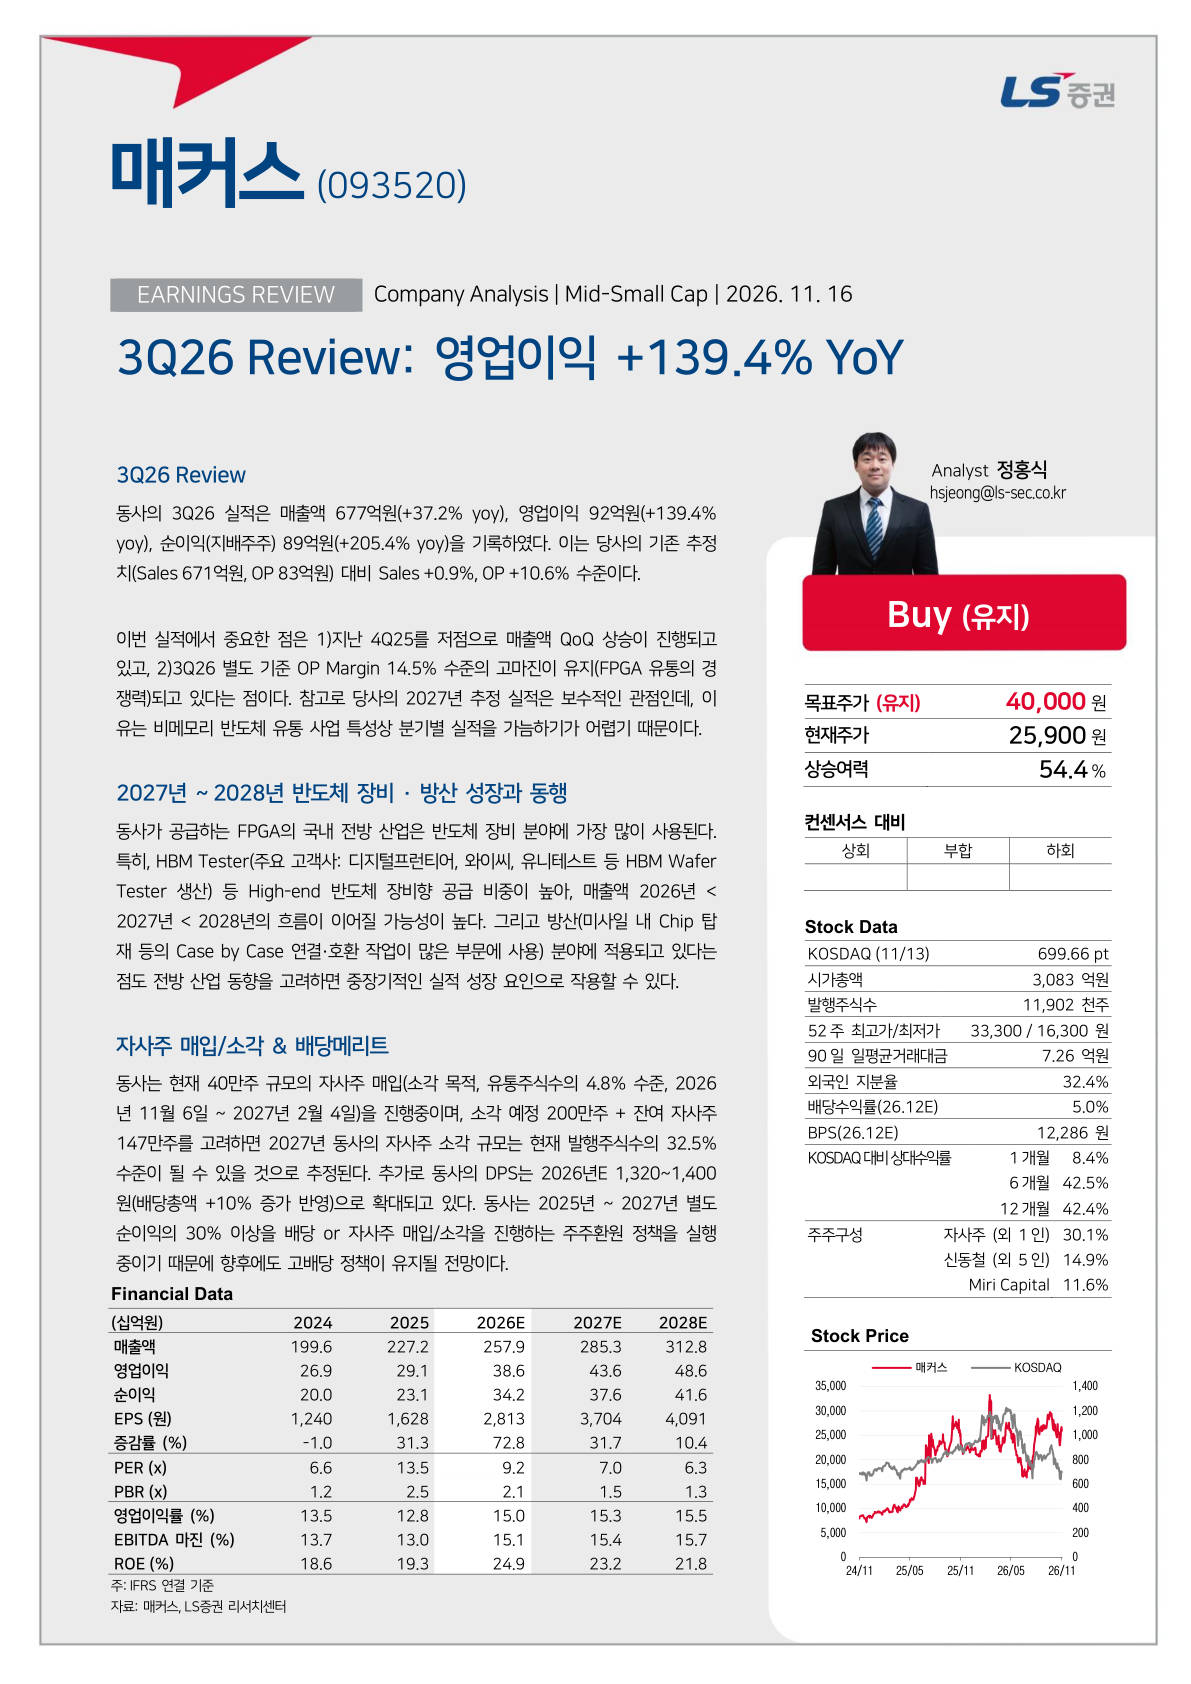 LS증권
매커스 (093520)
EARNINGS REVIEW Company Analysis | Mid-Small Cap | 2026. 11. 16
3Q26 Review: 영업이익 +139.4% YoY
3Q26 Review
동사의 3Q26 실적은 매출액 677억원(+37.2% yoy), 영업이익 92억원(+139.4%
yoy), 순이익(지배주주) 89억원(+205.4% yoy)을 기록하였다. 이는 당사의 기존 추정
치(Sales 671억원, OP 83억원) 대비 Sales +0.9%, OP +10.6% 수준이다.
이번 실적에서 중요한 점은 1)지난 4Q25를 저점으로 매출액 QoQ 상승이 진행되고
있고, 2)3Q26 별도 기준 OP Margin 14.5% 수준의 고마진이 유지(FPGA 유통의 경
쟁력)되고 있다는 점이다. 참고로 당사의 2027년 추정 실적은 보수적인 관점인데, 이
유는 비메모리 반도체 유통 사업 특성상 분기별 실적을 가늠하기가 어렵기 때문이다.
2027년 ~ 2028년 반도체 장비 · 방산 성장과 동행
동사가 공급하는 FPGA의 국내 전방 산업은 반도체 장비 분야에 가장 많이 사용된다.
특히, HBM Tester(주요 고객사: 디지털프런티어, 와이씨, 유니테스트 등 HBM Wafer
Tester 생산) 등 High-end 반도체 장비향 공급 비중이 높아, 매출액 2026년 <
2027년 < 2028년의 흐름이 이어질 가능성이 높다. 그리고 방산(미사일 내 Chip 탑
재 등의 Case by Case 연결·호환 작업이 많은 부문에 사용) 분야에 적용되고 있다는
점도 전방 산업 동향을 고려하면 중장기적인 실적 성장 요인으로 작용할 수 있다.
자사주 매입/소각 & 배당메리트
동사는 현재 40만주 규모의 자사주 매입(소각 목적, 유통주식수의 4.8% 수준, 2026
년 11월 6일 ~ 2027년 2월 4일)을 진행중이며, 소각 예정 200만주 + 잔여 자사주
147만주를 고려하면 2027년 동사의 자사주 소각 규모는 현재 발행주식수의 32.5%
수준이 될 수 있을 것으로 추정된다. 추가로 동사의 DPS는 2026년E 1,320~1,400
원(배당총액 +10% 증가 반영)으로 확대되고 있다. 동사는 2025년 ~ 2027년 별도
순이익의 30% 이상을 배당 or 자사주 매입/소각을 진행하는 주주환원 정책을 실행
중이기 때문에 향후에도 고배당 정책이 유지될 전망이다.
Financial Data
(십억원) 2024 2025 2026E 2027E 2028E
매출액 199.6 227.2 257.9 285.3 312.8
영업이익 26.9 29.1 38.6 43.6 48.6
순이익 20.0 23.1 34.2 37.6 41.6
EPS (원) 1,240 1,628 2,813 3,704 4,091
증감률 (%) -1.0 31.3 72.8 31.7 10.4
PER (x) 6.6 13.5 9.2 7.0 6.3
PBR (x) 1.2 2.5 2.1 1.5 1.3
영업이익률 (%) 13.5 12.8 15.0 15.3 15.5
EBITDA 마진 (%) 13.7 13.0 15.1 15.4 15.7
ROE (%) 18.6 19.3 24.9 23.2 21.8
주: IFRS 연결 기준
자료: 매커스, LS증권 리서치센터
Analyst 정홍식
hsjeong@ls-sec.co.kr
Buy (유지)
목표주가 (유지) 40,000 원
현재주가 25,900 원
상승여력 54.4 %
컨센서스 대비
상회 부합 하회
Stock Data
KOSDAQ (11/13) 699.66 pt
시가총액 3,083 억원
발행주식수 11,902 천주
52 주 최고가/최저가 33,300 / 16,300 원
90 일 일평균거래대금 7.26 억원
외국인 지분율 32.4%
배당수익률(26.12E) 5.0%
BPS(26.12E) 12,286 원
KOSDAQ 대비 상대수익률 1 개월 8.4%
6 개월 42.5%
12 개월 42.4%
주주구성 자사주 (외 1 인) 30.1%
신동철 (외 5 인) 14.9%
Miri Capital 11.6%
Stock Price
매커스 KOSDAQ
35,000 1,400
30,000 1,200
25,000 1,000
20,000 800
15,000 600
10,000 400
5,000 200
0 0
24/11 25/05 25/11 26/05 26/11